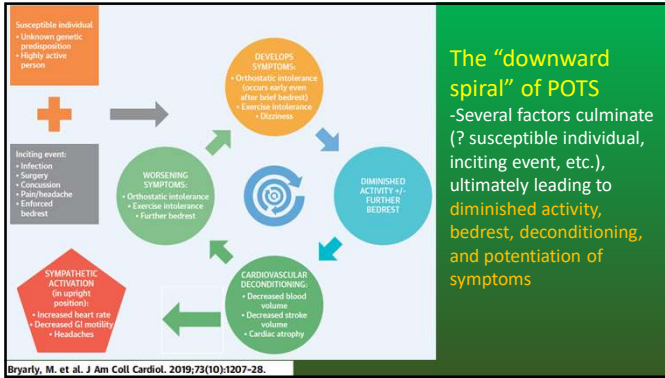 Susceptible individual
• Unknown genetic
predisposition
• Highly active
person
Inciting event:
• Infection
• Surgery
• Concussion
• Pain/headache
• Enforced
bedrest
DEVELOPS
SYMPTOMS:
• Orthostatic intolerance
(occurs early even
after brief bedrest)
• Exercise intolerance
• Dizziness
DIMINISHED
ACTIVITY +/-
FURTHER
BEDREST
CARDIOVASCULAR
DECONDITIONING:
• Decreased blood
volume
• Decreased stroke
volume
• Cardiac atrophy
WORSENING
SYMPTOMS:
• Orthostatic intolerance
• Exercise intolerance
• Further bedrest
SYMPATHETIC
ACTIVATION
(in upright
position):
• Increased heart rate
• Decreased GI motility
• Headaches
Bryarly, M. et al. J Am Coll Cardiol. 2019;73(10):1207–28.
The “downward
spiral” of POTS
-Several factors culminate
(? susceptible individual,
inciting event, etc.),
ultimately leading to
diminished activity,
bedrest, deconditioning,
and potentiation of
symptoms